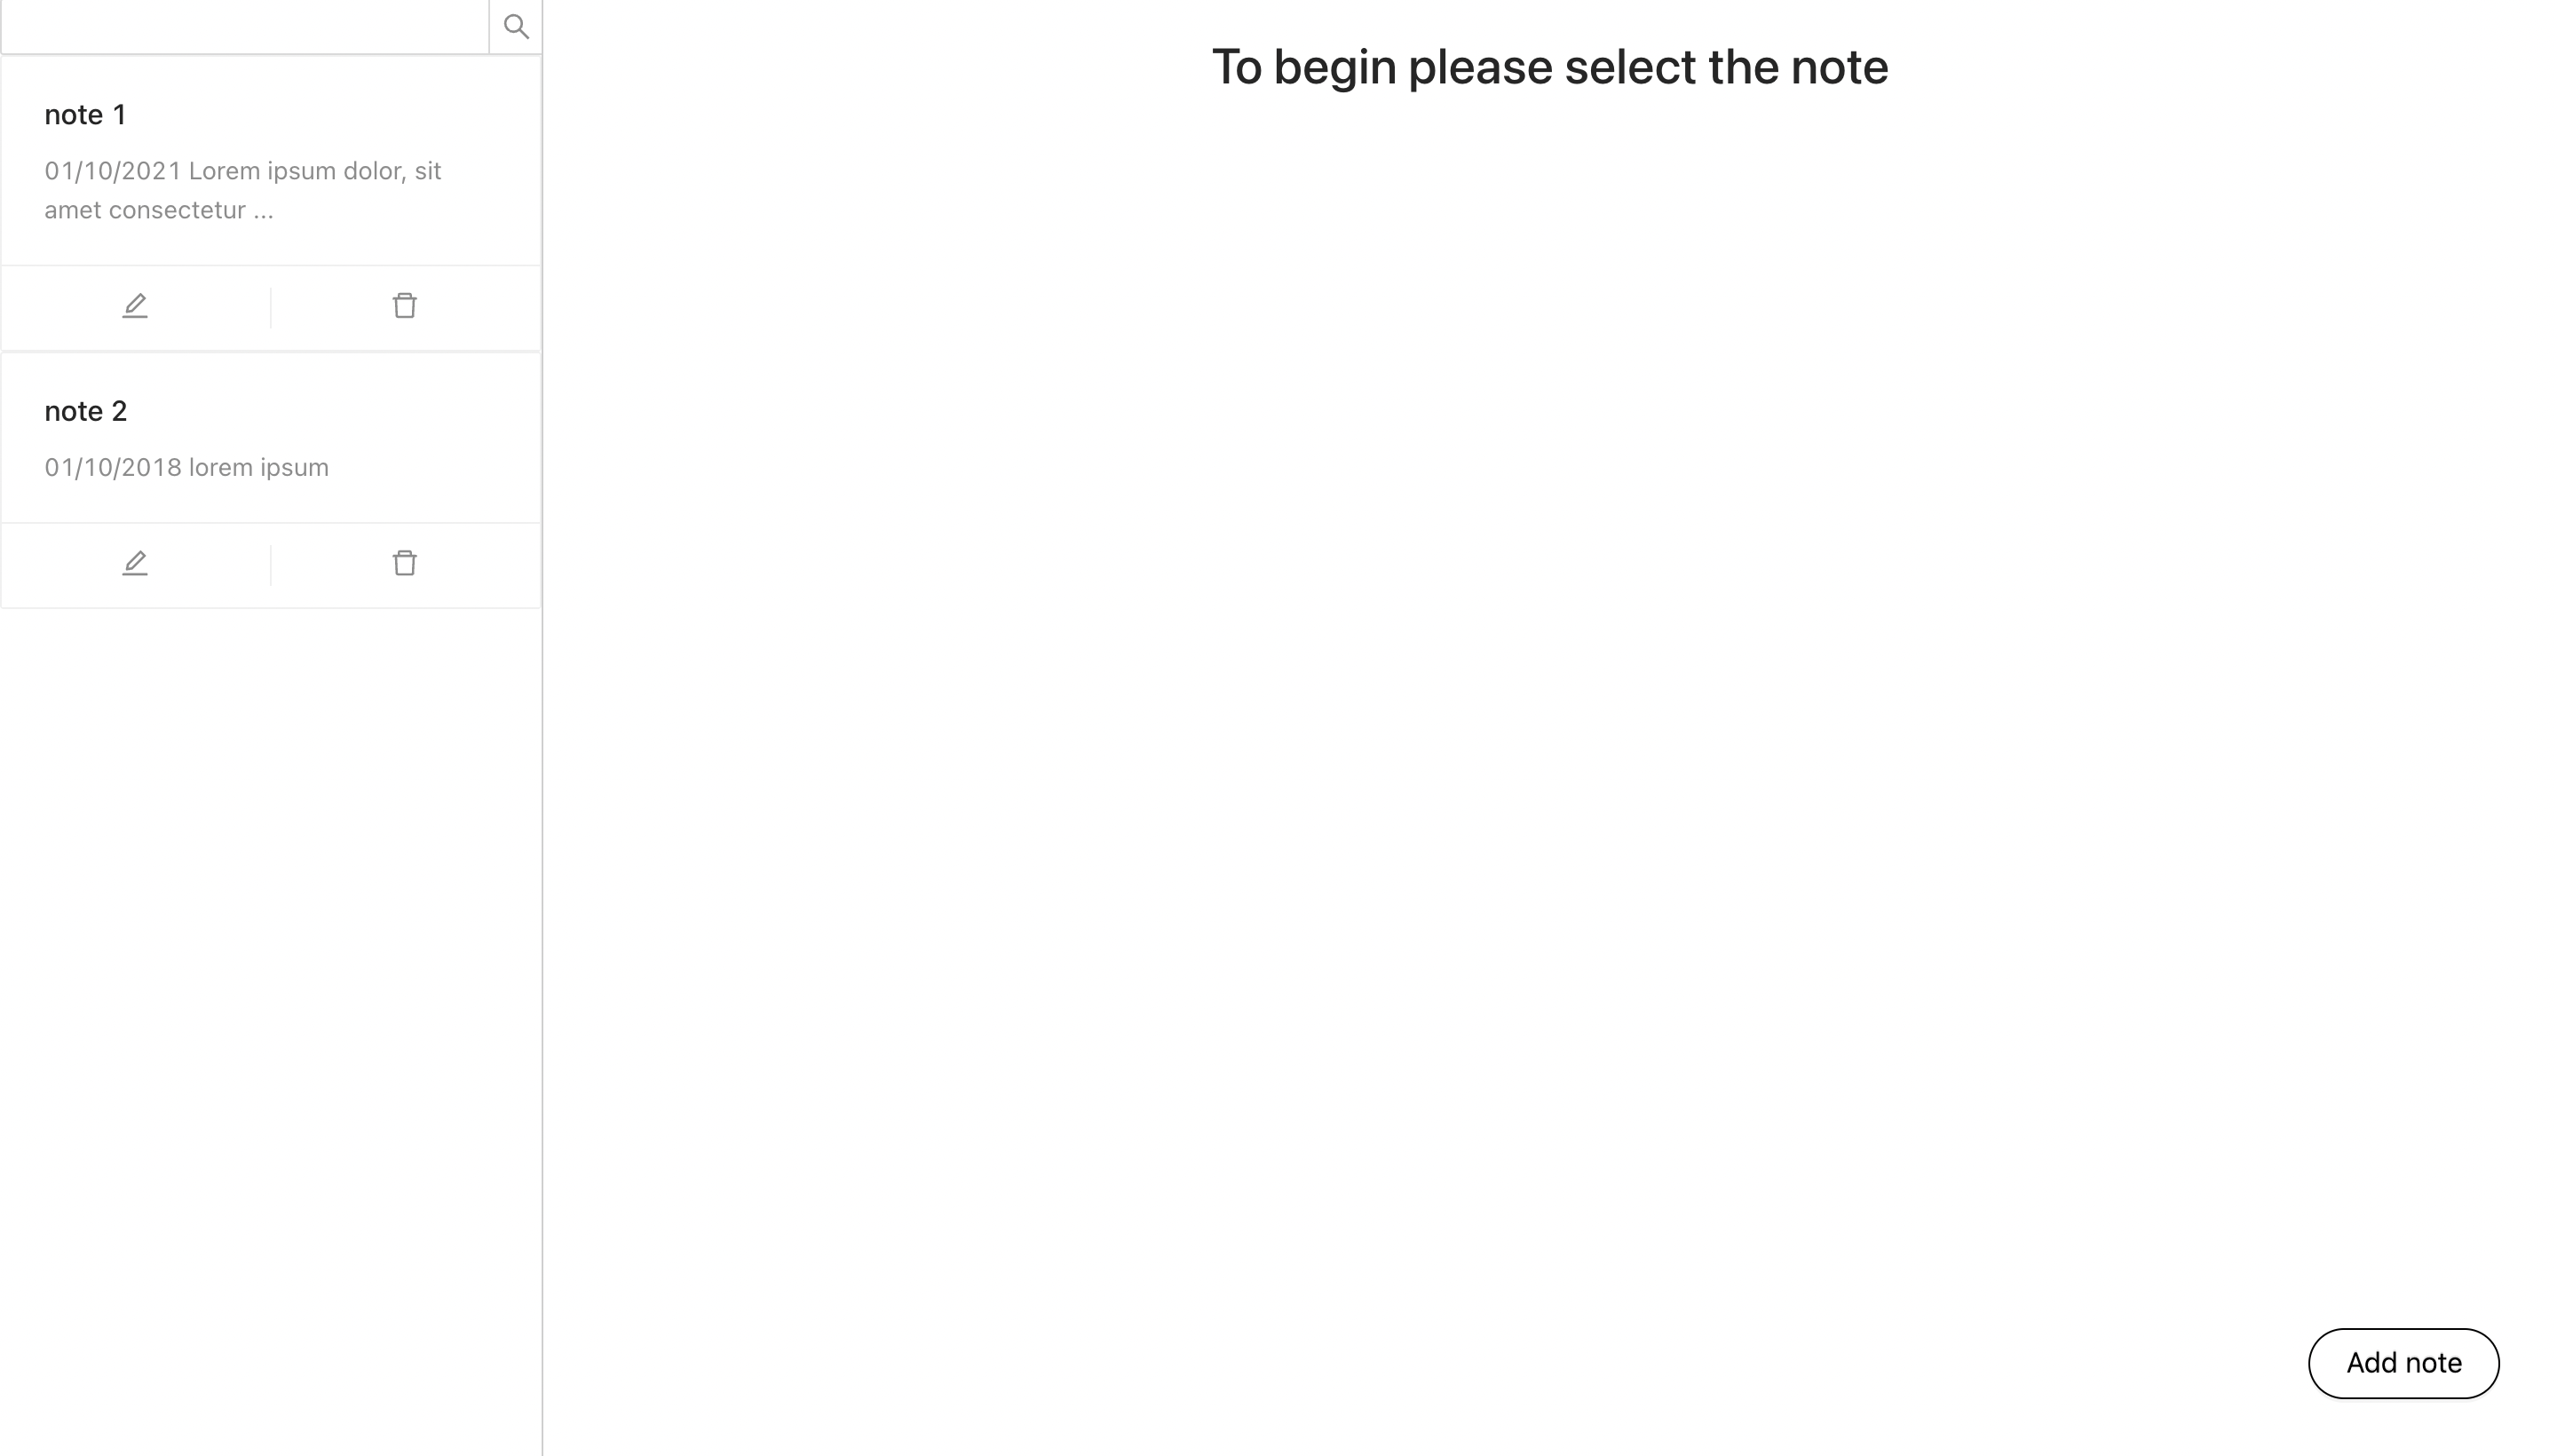 note 1
01/10/2021 Lorem ipsum dolor, sit
amet consectetur ...
note 2
01/10/2018 lorem ipsum
To begin please select the note
Add note